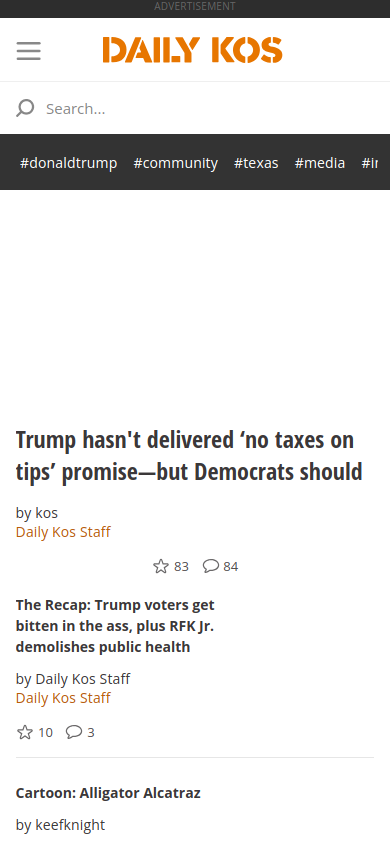 ADVERTISEMENT
DAILY KOS
Search...
#donaldtrump #community #texas #media #in
Trump hasn't delivered ‘no taxes on
tips’ promise—but Democrats should
by kos
Daily Kos Staff
83 84
The Recap: Trump voters get
bitten in the ass, plus RFK Jr.
demolishes public health
by Daily Kos Staff
Daily Kos Staff
10 3
Cartoon: Alligator Alcatraz
by keefknight